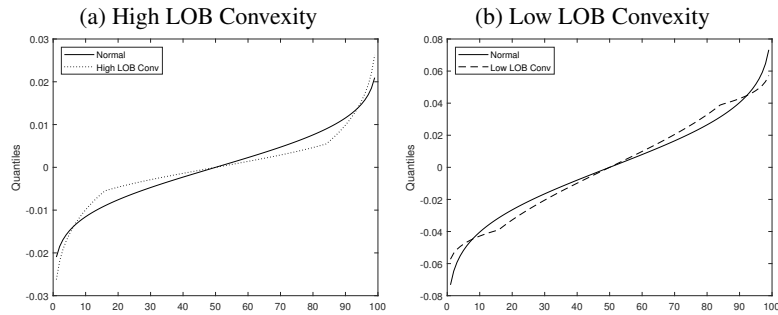 (a) High LOB Convexity
0.03
0.02
0.01
0
-0.01
-0.02
-0.03
Quantiles
Normal
High LOB Conv
0 10 20 30 40 50 60 70 80 90 100
(b) Low LOB Convexity
0.08
0.06
0.04
0.02
0
-0.02
-0.04
-0.06
-0.08
Quantiles
Normal
Low LOB Conv
0 10 20 30 40 50 60 70 80 90 100